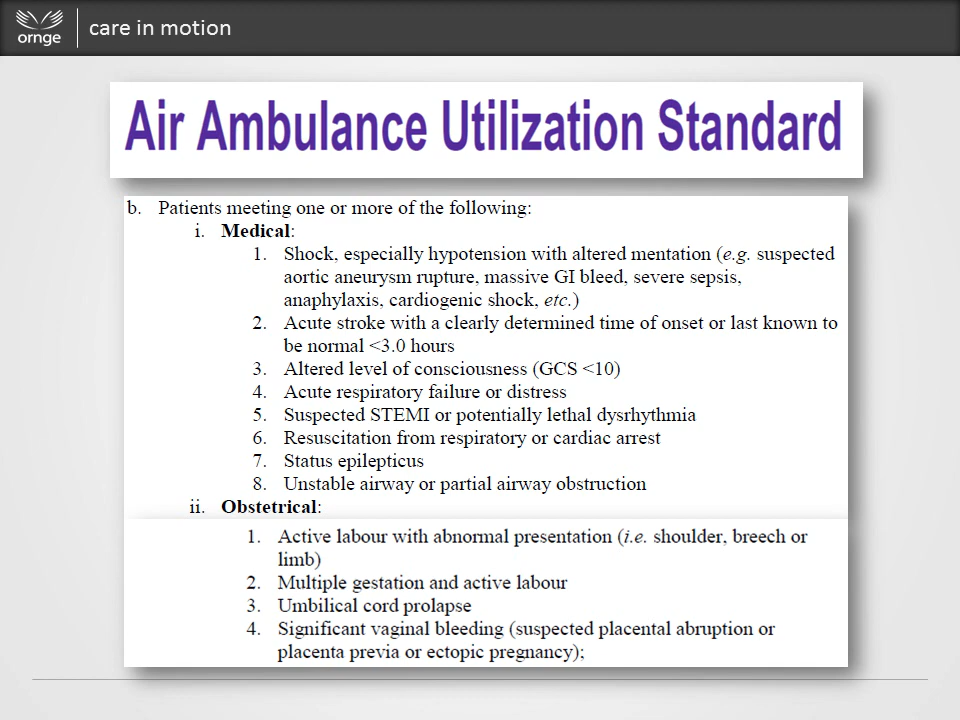 ornge
care in motion
Air Ambulance Utilization Standard
b. Patients meeting one or more of the following:
i. Medical:
1. Shock, especially hypotension with altered mentation (e.g. suspected
aortic aneurysm rupture, massive GI bleed, severe sepsis,
anaphylaxis, cardiogenic shock, etc.)
2. Acute stroke with a clearly determined time of onset or last known to
be normal <3.0 hours
3. Altered level of consciousness (GCS <10)
4. Acute respiratory failure or distress
5. Suspected STEMI or potentially lethal dysrhythmia
6. Resuscitation from respiratory or cardiac arrest
7. Status epilepticus
8. Unstable airway or partial airway obstruction
ii. Obstetrical:
1. Active labour with abnormal presentation (i.e. shoulder, breech or
limb)
2. Multiple gestation and active labour
3. Umbilical cord prolapse
4. Significant vaginal bleeding (suspected placental abruption or
placenta previa or ectopic pregnancy);